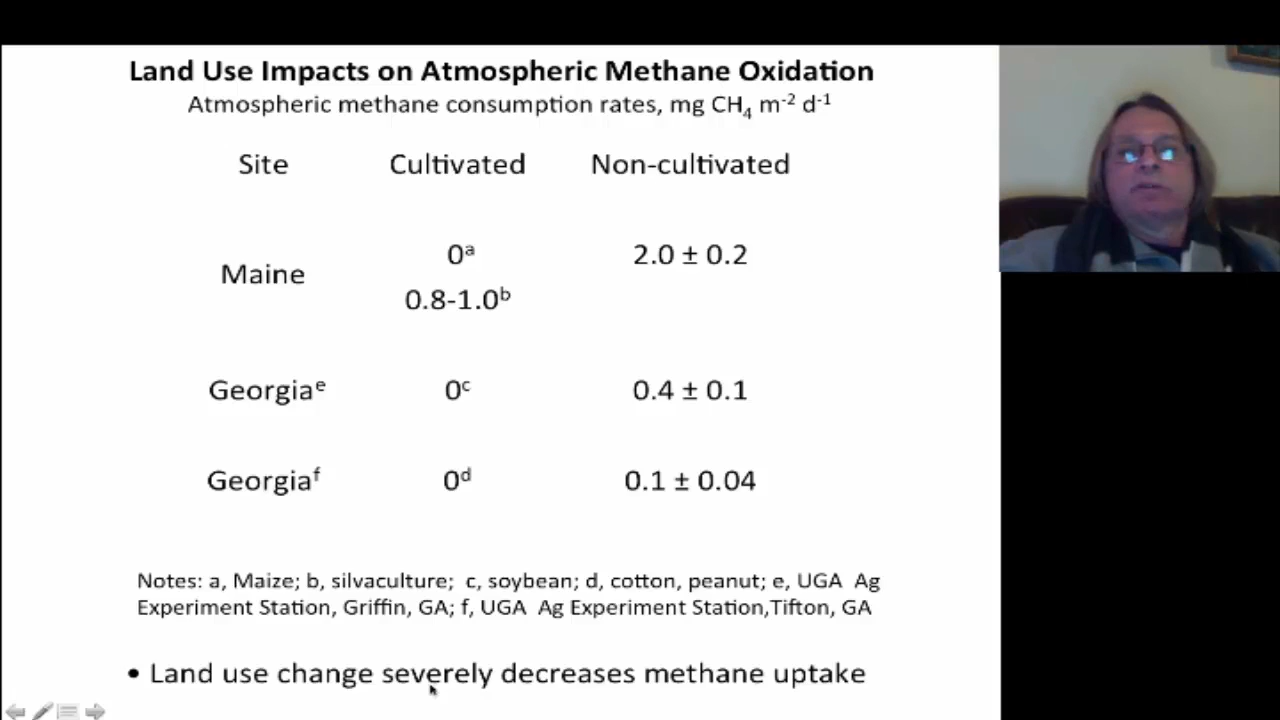 Land Use Impacts on Atmospheric Methane Oxidation
Atmospheric methane consumption rates, mg CH₄ m⁻² d⁻¹
Site Cultivated Non-cultivated
Maine 0ᵃ 2.0 ± 0.2
0.8-1.0ᵇ
Georgiaᵉ 0ᶜ 0.4 ± 0.1
Georgiaᶠ 0ᵈ 0.1 ± 0.04
Notes: a, Maize; b, silvaculture; c, soybean; d, cotton, peanut; e, UGA Ag
Experiment Station, Griffin, GA; f, UGA Ag Experiment Station,Tifton, GA
• Land use change severely decreases methane uptake